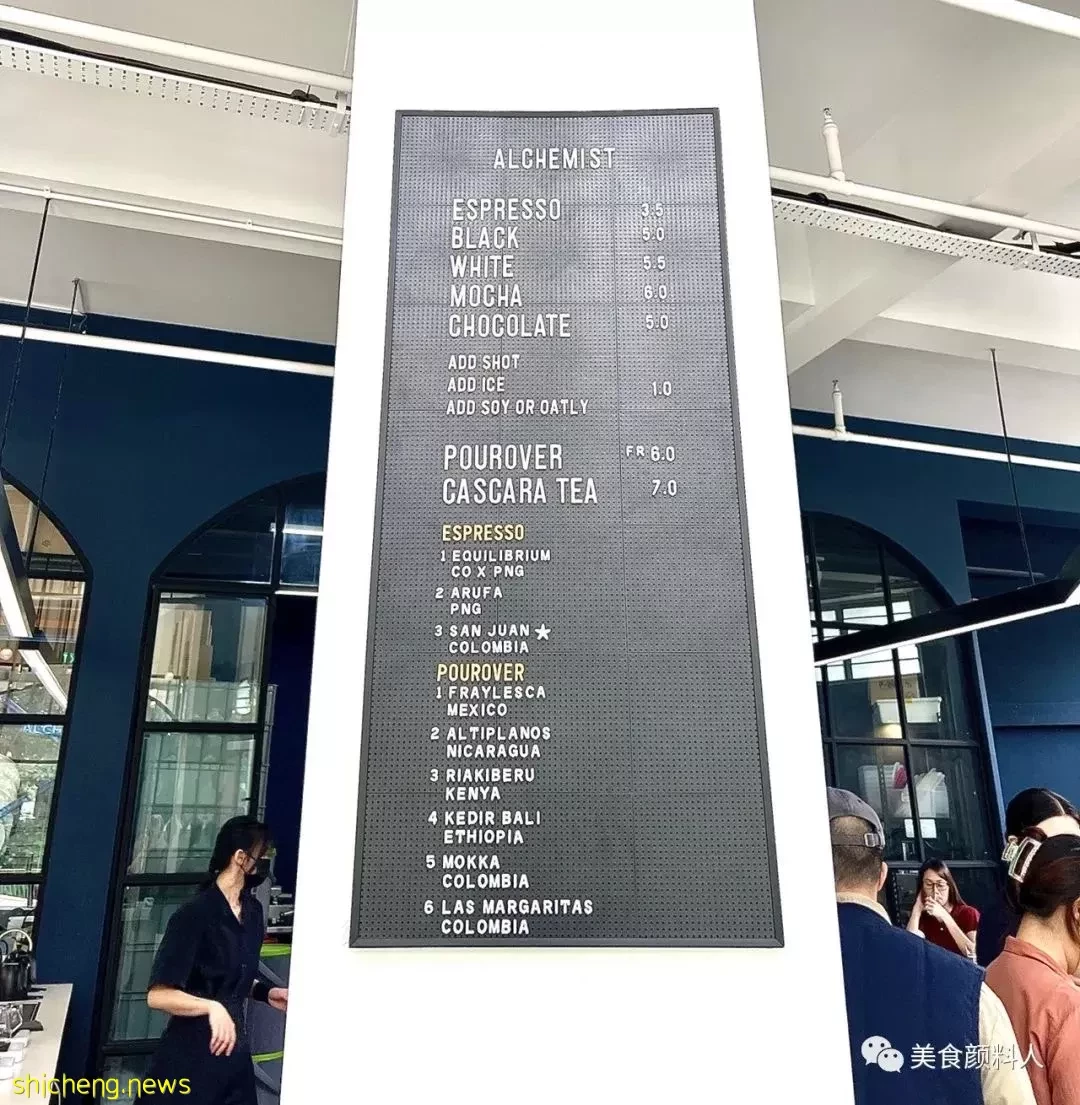 ALCHEMIST
ESPRESSO 3.5
BLACK 5.0
WHITE 5.5
MOCHA 6.0
CHOCOLATE 5.0
ADD SHOT
ADD ICE 1.0
ADD SOY OR OATLY
POUROVER FR 6.0
CASCARA TEA 7.0
ESPRESSO
1 EQUILIBRIUM
CO X PNG
2 ARUFA
PNG
3 SAN JUAN ★
COLOMBIA
POUROVER
1 FRAYLESCA
MEXICO
2 ALTIPLANOS
NICARAGUA
3 RIAKIBERU
KENYA
4 KEDIR BALI
ETHIOPIA
5 MOKKA
COLOMBIA
6 LAS MARGARITAS
COLOMBIA
美食颜料人
shicheng.news